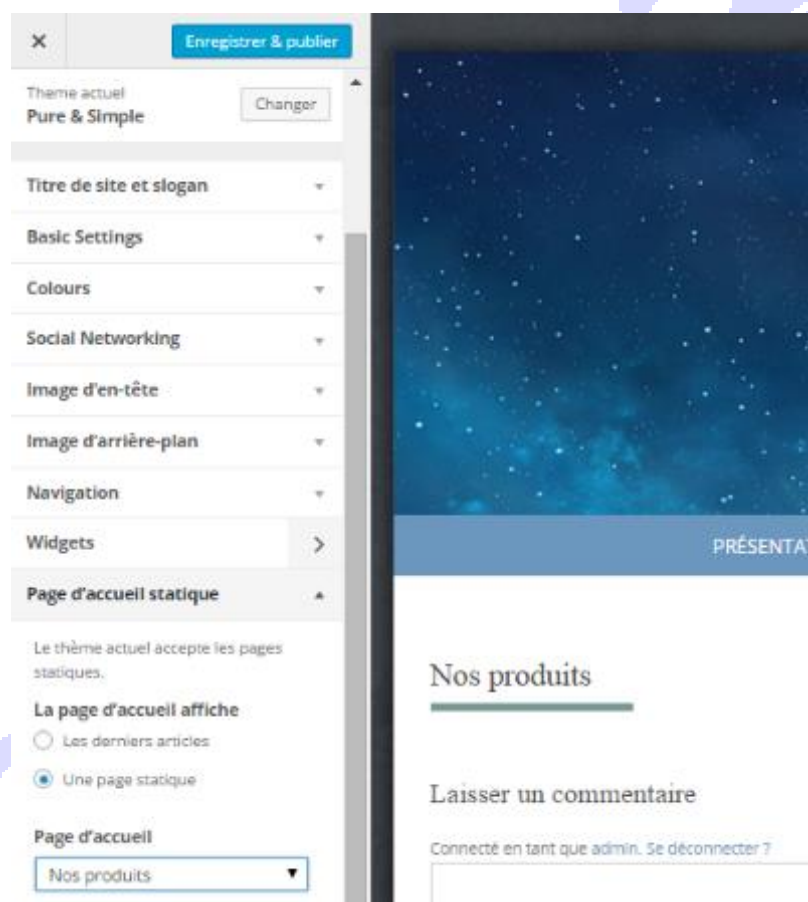 Enregistrer & publier
Theme actuel
Pure & Simple
Changer
Titre de site et slogan
Basic Settings
Colours
Social Networking
Image d'en-tête
Image d'arrière-plan
Navigation
Widgets
Page d'accueil statique
Le thème actuel accepte les pages
statiques.
La page d'accueil affiche
Les derniers articles
Une page statique
Page d'accueil
Nos produits
PRÉSENTAT
Nos produits
Laisser un commentaire
Connecté en tant que admin. Se déconnecter ?